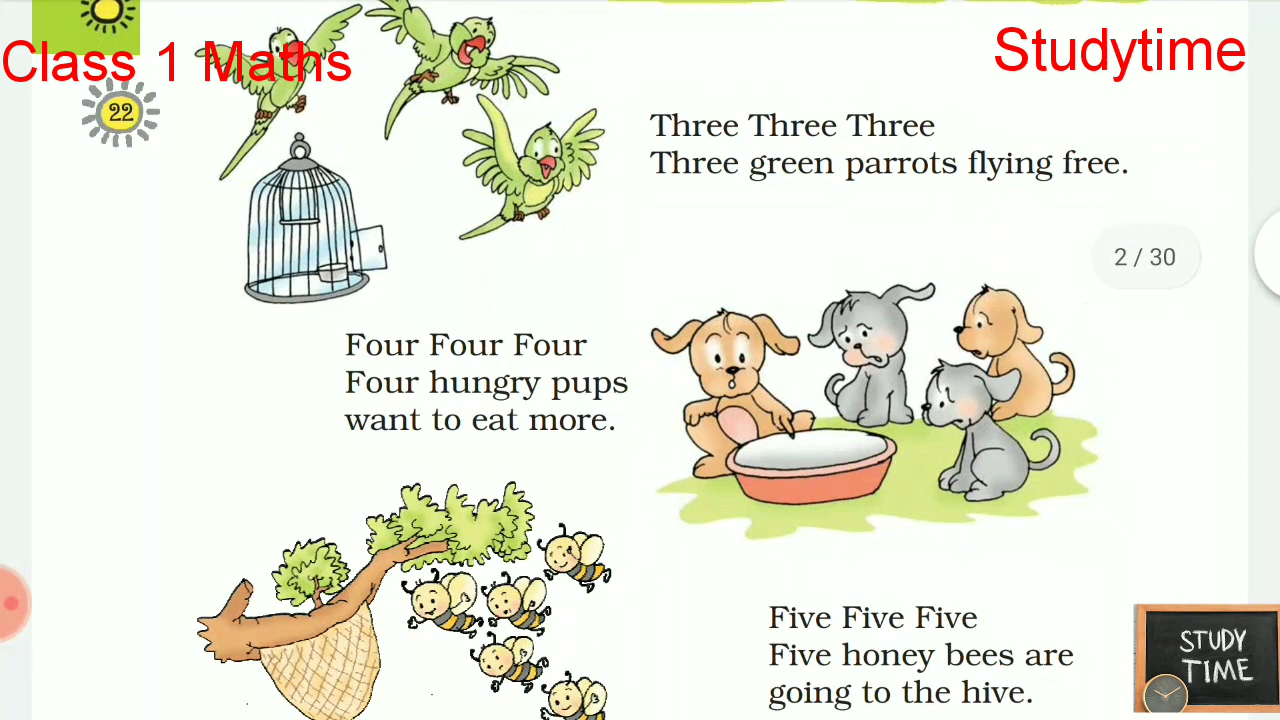 Class 1 Maths
Studytime
22
Three Three Three
Three green parrots flying free.
2 / 30
Four Four Four
Four hungry pups
want to eat more.
Five Five Five
Five honey bees are
going to the hive.
STUDY
TIME